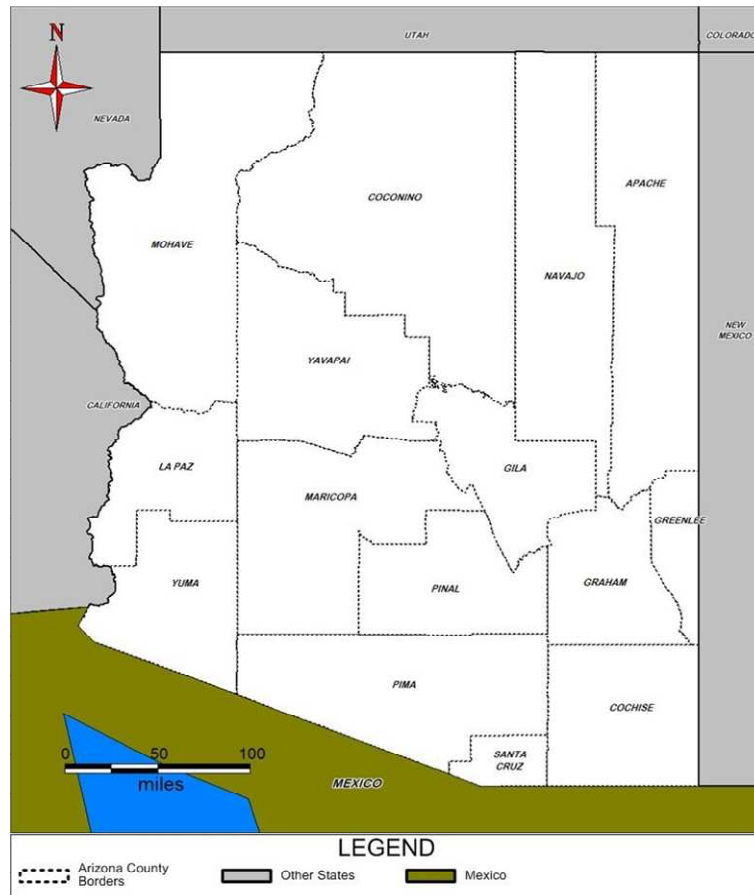 UTAH
COLORADO
N
NEVADA
APACHE
COCONINO
MOHAVE
NAVAJO
NEW
MEXICO
YAVAPAI
CALIFORNIA
LA PAZ
GILA
MARICOPA
GREENLEE
YUMA
PINAL
GRAHAM
PIMA
COCHISE
0 50 100
miles
SANTA
CRUZ
MEXICO
LEGEND
Arizona County
Borders
Other States
Mexico